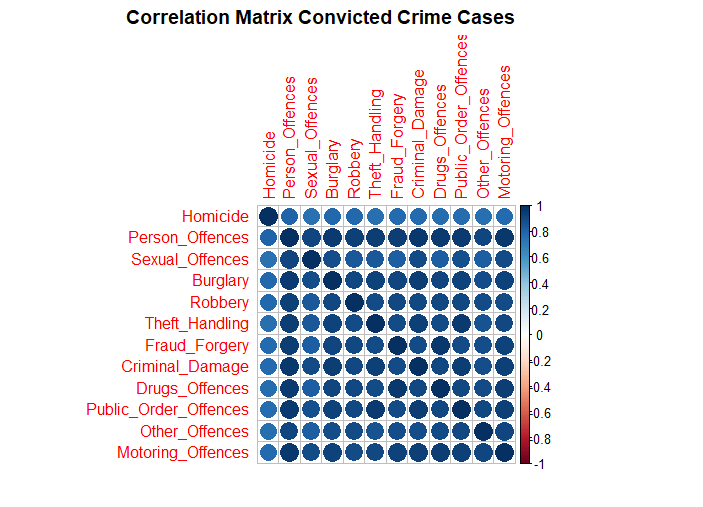 Correlation Matrix Convicted Crime Cases
Homicide
Person_Offences
Sexual_Offences
Burglary
Robbery
Theft_Handling
Fraud_Forgery
Criminal_Damage
Drugs_Offences
Public_Order_Offences
Other_Offences
Motoring_Offences
Homicide
Person_Offences
Sexual_Offences
Burglary
Robbery
Theft_Handling
Fraud_Forgery
Criminal_Damage
Drugs_Offences
Public_Order_Offences
Other_Offences
Motoring_Offences
1
0.8
0.6
0.4
0.2
0
-0.2
-0.4
-0.6
-0.8
-1